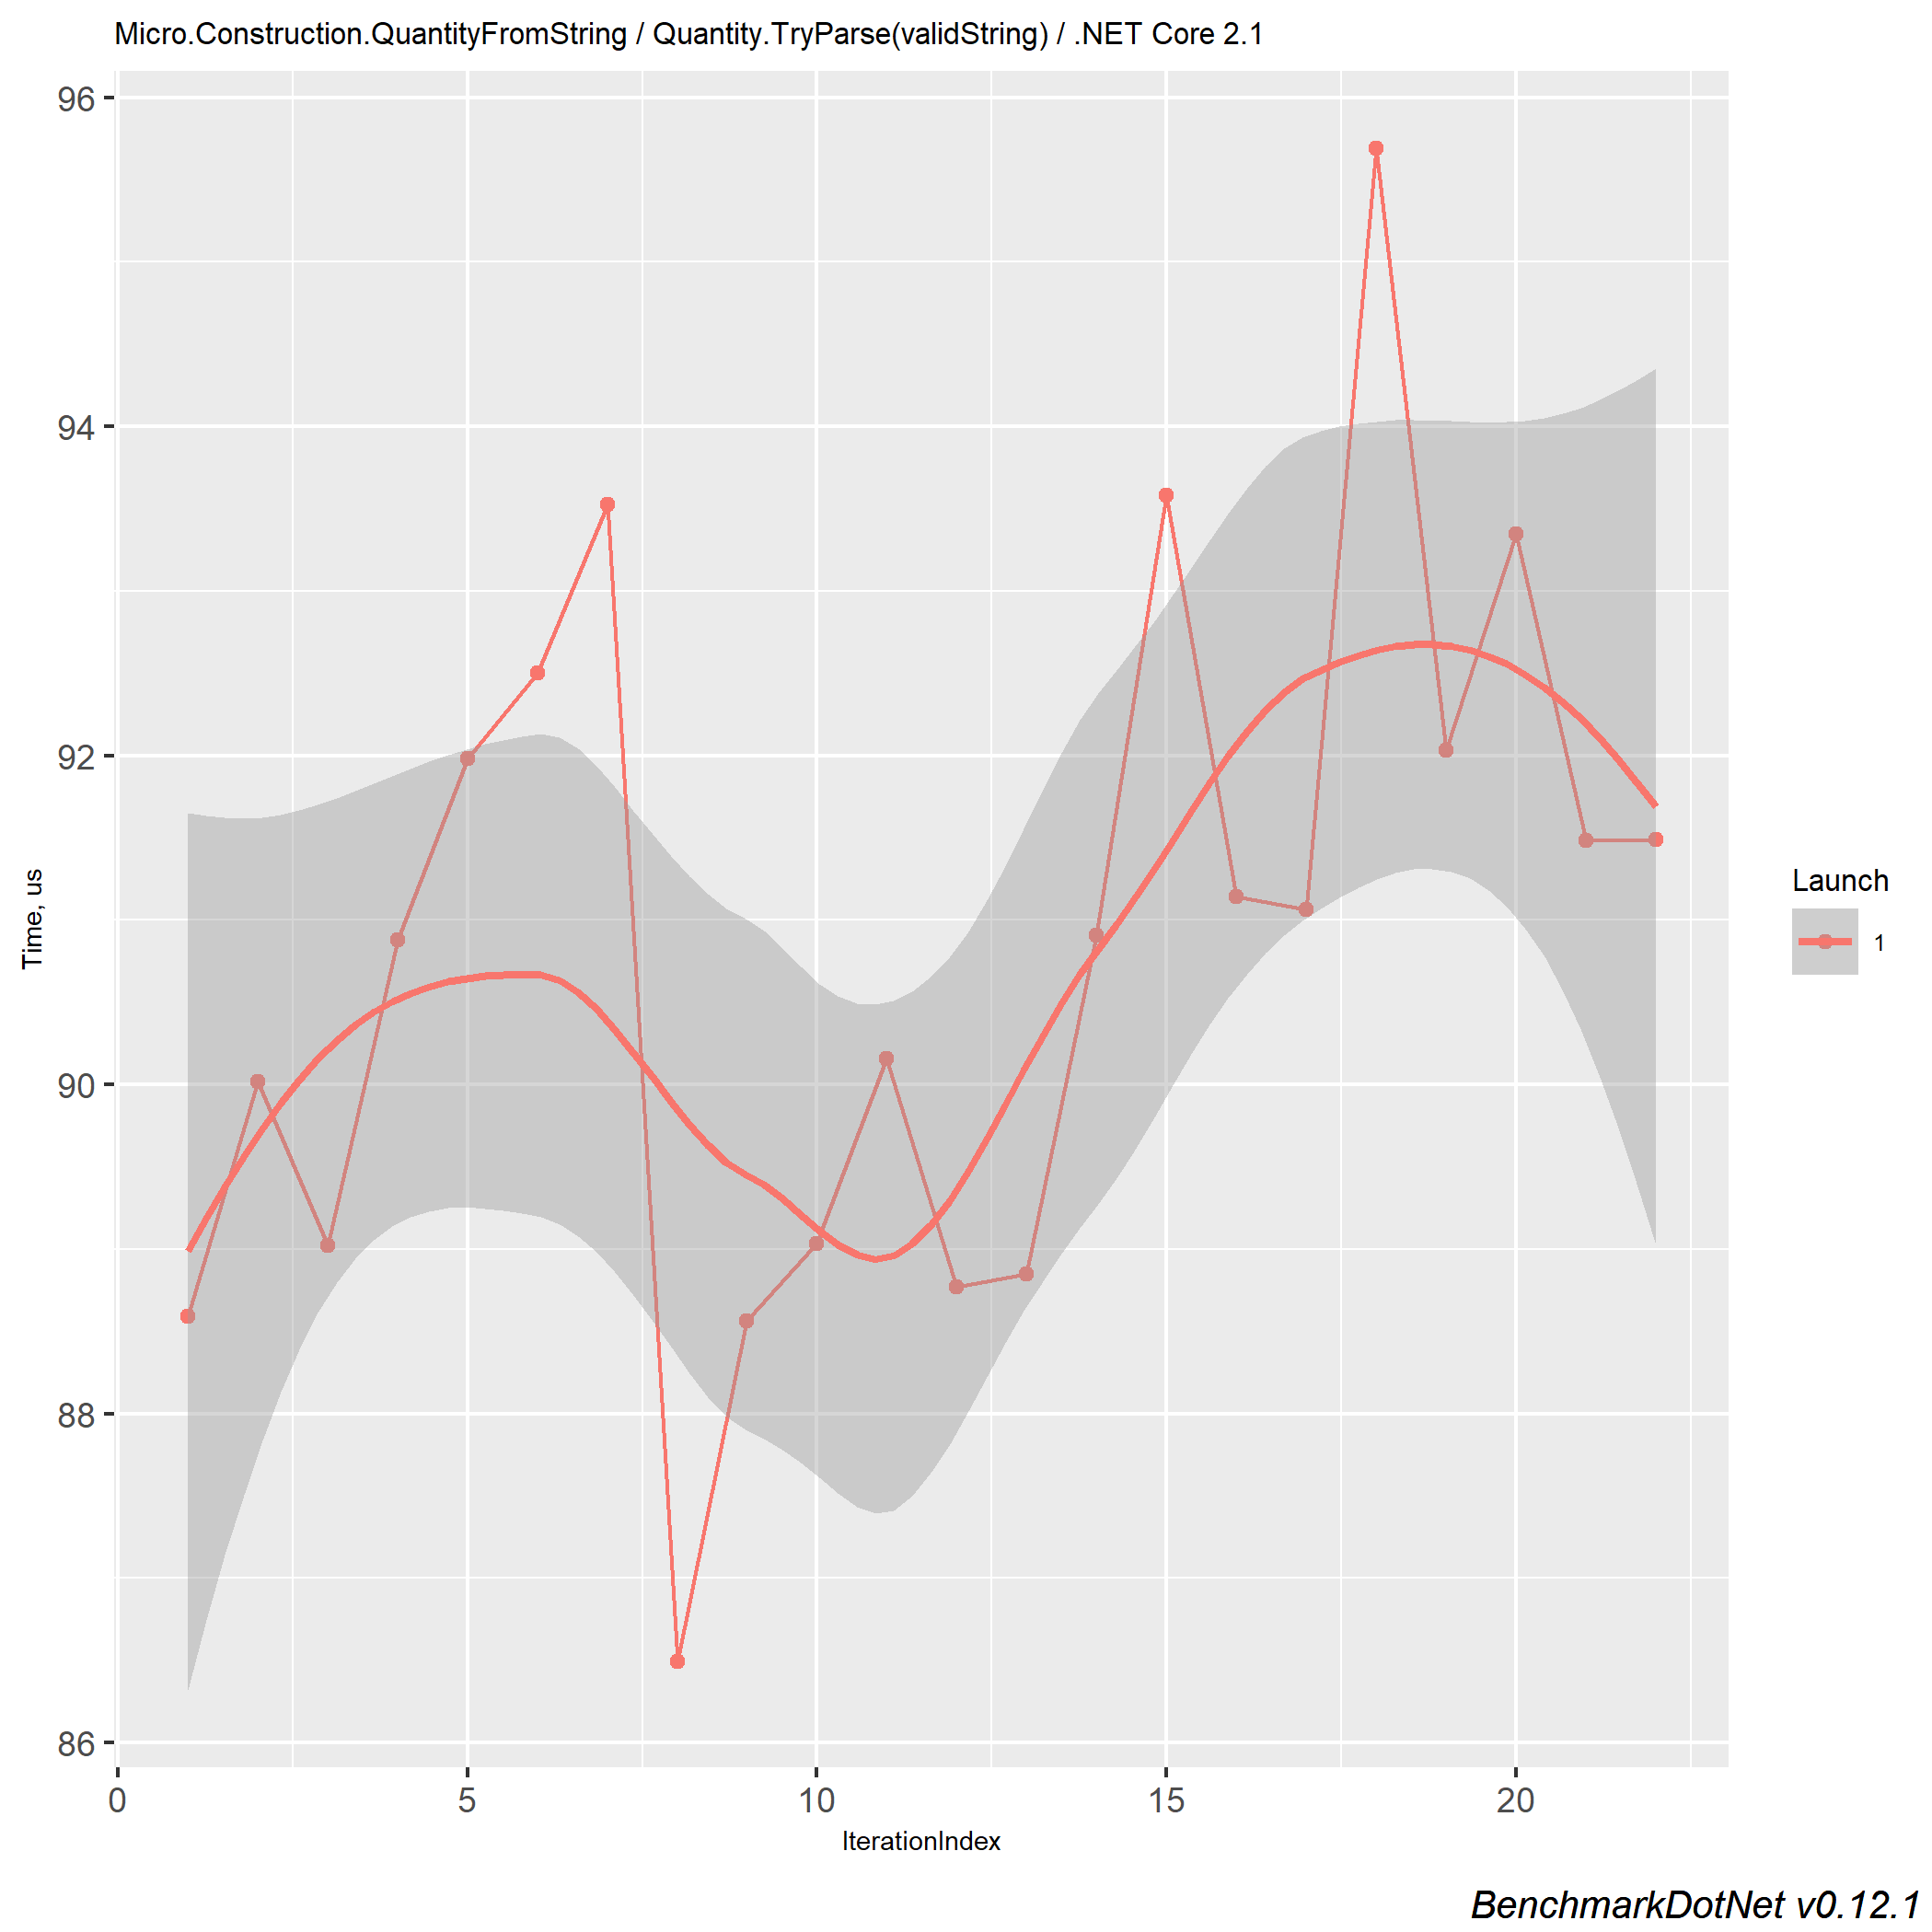 Micro.Construction.QuantityFromString / Quantity.TryParse(validString) / .NET Core 2.1
96
94
92
90
88
86
Time, us
0 5 10 15 20
IterationIndex
Launch
1
BenchmarkDotNet v0.12.1